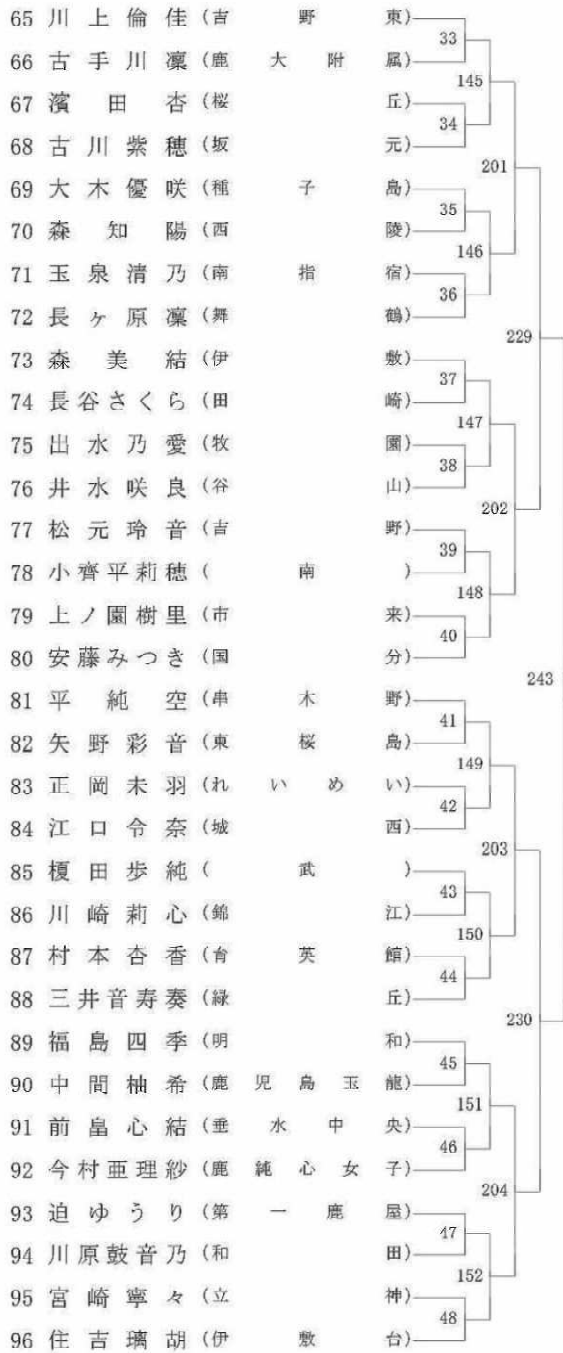 65 川上倫佳 (吉野東)
33
66 古手川凜 (鹿大附属)
145
67 濱田杏 (桜丘)
34
68 古川紫穂 (坂元)
201
69 大木優咲 (種子島)
35
70 森知陽 (西陵)
146
71 玉泉清乃 (南指宿)
36
72 長ヶ原凜 (舞鶴)
229
73 森美結 (伊敷)
37
74 長谷さくら (田崎)
147
75 出水乃愛 (牧園)
38
76 井水咲良 (谷山)
202
77 松元玲音 (吉野)
39
78 小齊平莉穂 (南)
148
79 上ノ園樹里 (市来)
40
80 安藤みつき (国分)
243
81 平純空 (串木野)
41
82 矢野彩音 (東桜島)
149
83 正岡未羽 (れいめい)
42
84 江口令奈 (城西)
203
85 榎田歩純 (武)
43
86 川崎莉心 (錦江)
150
87 村本杏香 (育英館)
44
88 三井音寿奏 (緑丘)
230
89 福島四季 (明和)
45
90 中間柚希 (鹿児島玉龍)
151
91 前畠心結 (垂水中央)
46
92 今村亜理紗 (鹿純心女子)
204
93 迫ゆうり (第一鹿屋)
47
94 川原鼓音乃 (和田)
152
95 宮崎寧々 (立神)
48
96 住吉璃胡 (伊敷台)